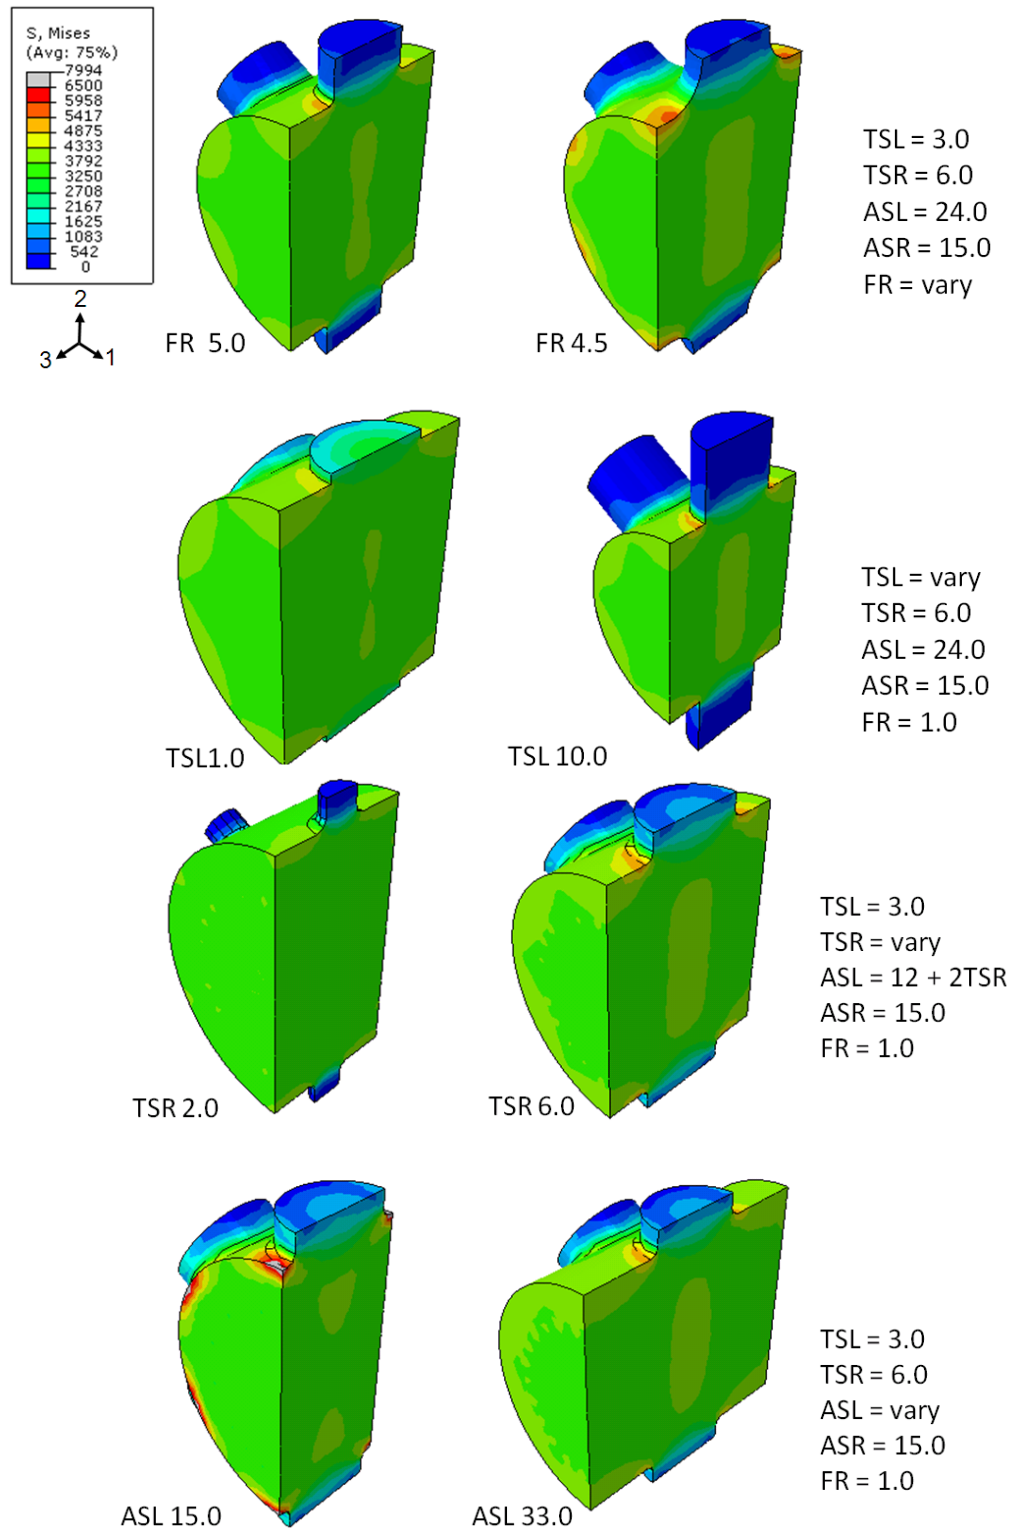 S, Mises
(Avg: 75%)
7994
6500
5958
5417
4875
4333
3792
3250
2708
2167
1625
1083
542
0
2
3
1
FR  5.0
FR 4.5
TSL = 3.0
TSR = 6.0
ASL = 24.0
ASR = 15.0
FR = vary
TSL1.0
TSL 10.0
TSL = vary
TSR = 6.0
ASL = 24.0
ASR = 15.0
FR = 1.0
TSR 2.0
TSR 6.0
TSL = 3.0
TSR = vary
ASL = 12 + 2TSR
ASR = 15.0
FR = 1.0
ASL 15.0
ASL 33.0
TSL = 3.0
TSR = 6.0
ASL = vary
ASR = 15.0
FR = 1.0